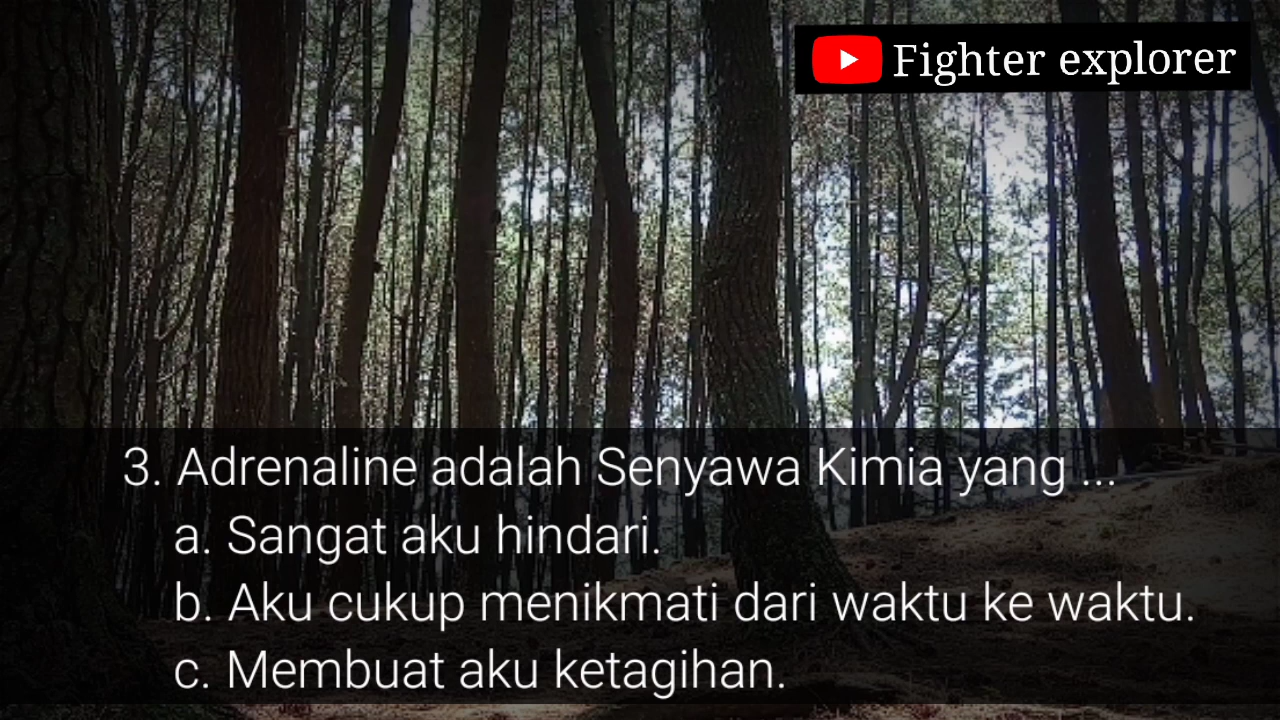 Fighter explorer
3. Adrenaline adalah Senyawa Kimia yang ...
a. Sangat aku hindari.
b. Aku cukup menikmati dari waktu ke waktu.
c. Membuat aku ketagihan.